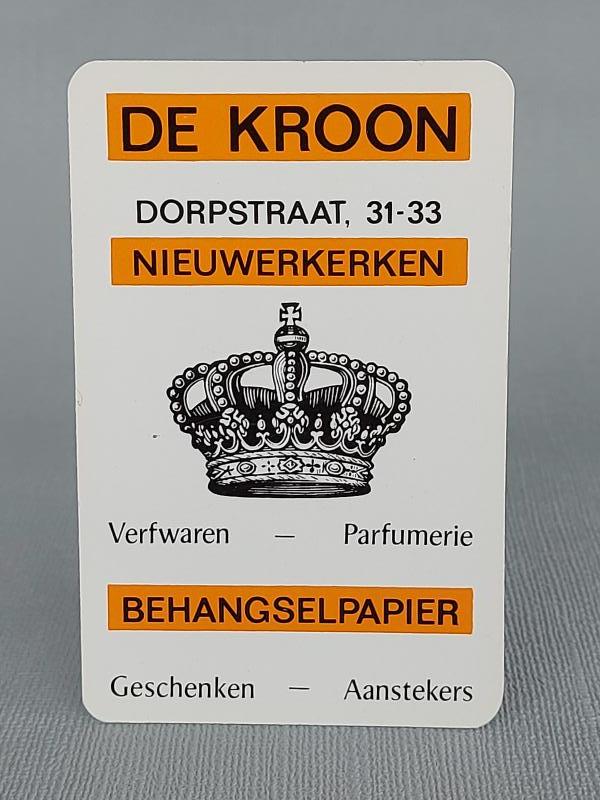 DE KROON
DORPSTRAAT, 31-33
NIEUWERKERKEN
Verfwaren — Parfumerie
BEHANGSELPAPIER
Geschenken — Aanstekers